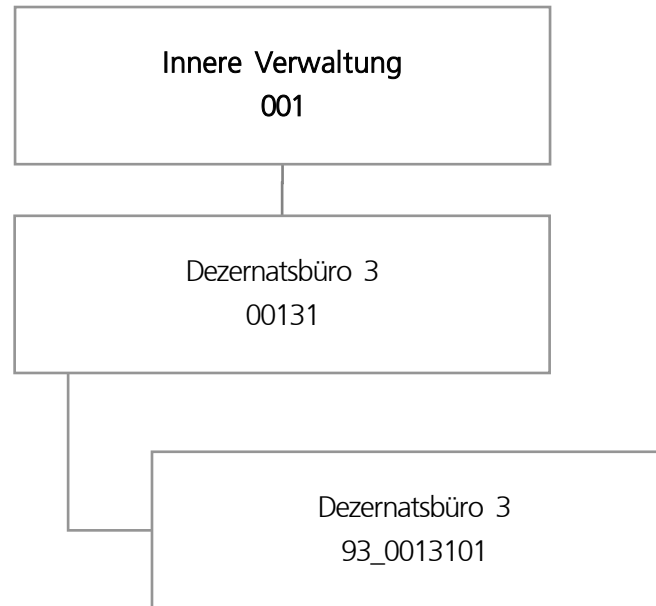 Innere Verwaltung
001
Dezernatsbüro 3
00131
Dezernatsbüro 3
93_0013101